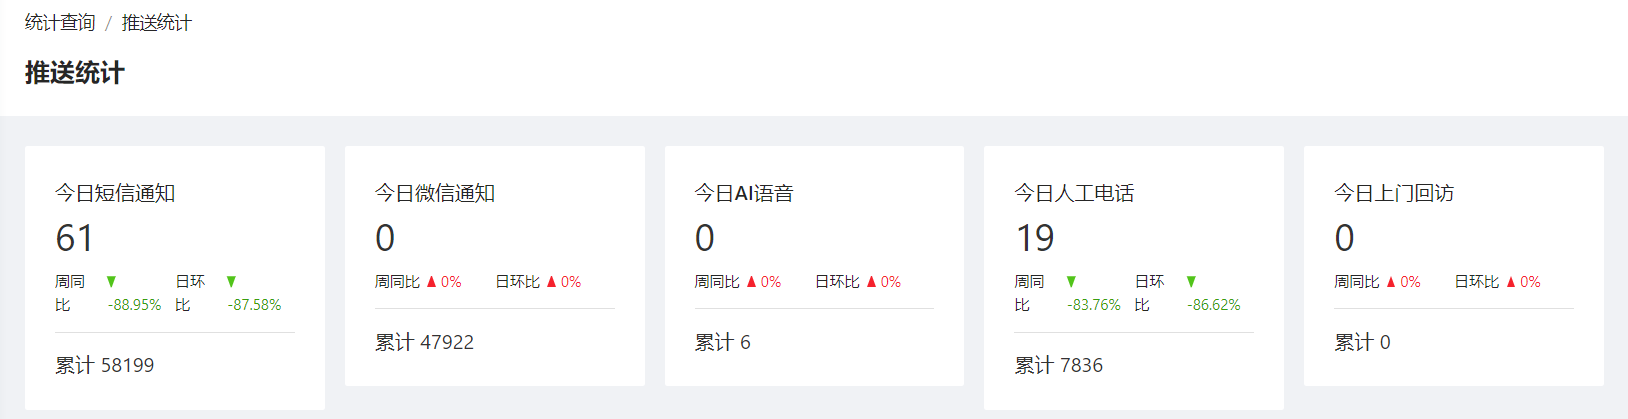 统计查询 / 推送统计
推送统计
今日短信通知
61
周同比 ▼ -88.95% 日环比 ▼ -87.58%
累计 58199
今日微信通知
0
周同比 ▲ 0% 日环比 ▲ 0%
累计 47922
今日AI语音
0
周同比 ▲ 0% 日环比 ▲ 0%
累计 6
今日人工电话
19
周同比 ▼ -83.76% 日环比 ▼ -86.62%
累计 7836
今日上门回访
0
周同比 ▲ 0% 日环比 ▲ 0%
累计 0